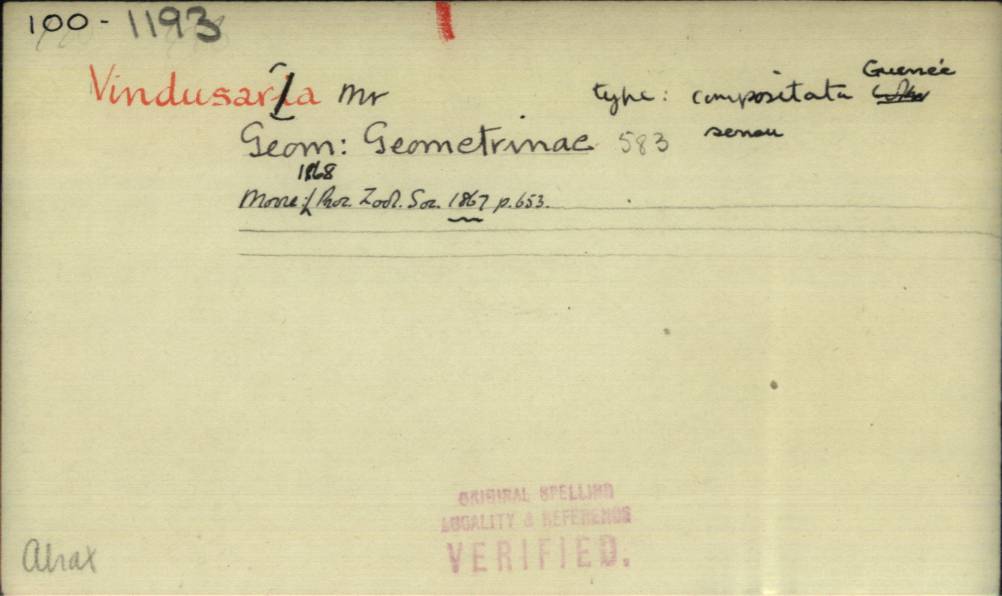 100 - 1193
Vindusara Mr type: compositata Guenée
Geom: Geometrinae 583 sensu
1868
Moore: Proc. Zool. Soc. 1867 p. 653.
ORIGINAL SPELLING
LOCALITY & REFERENCE
VERIFIED.